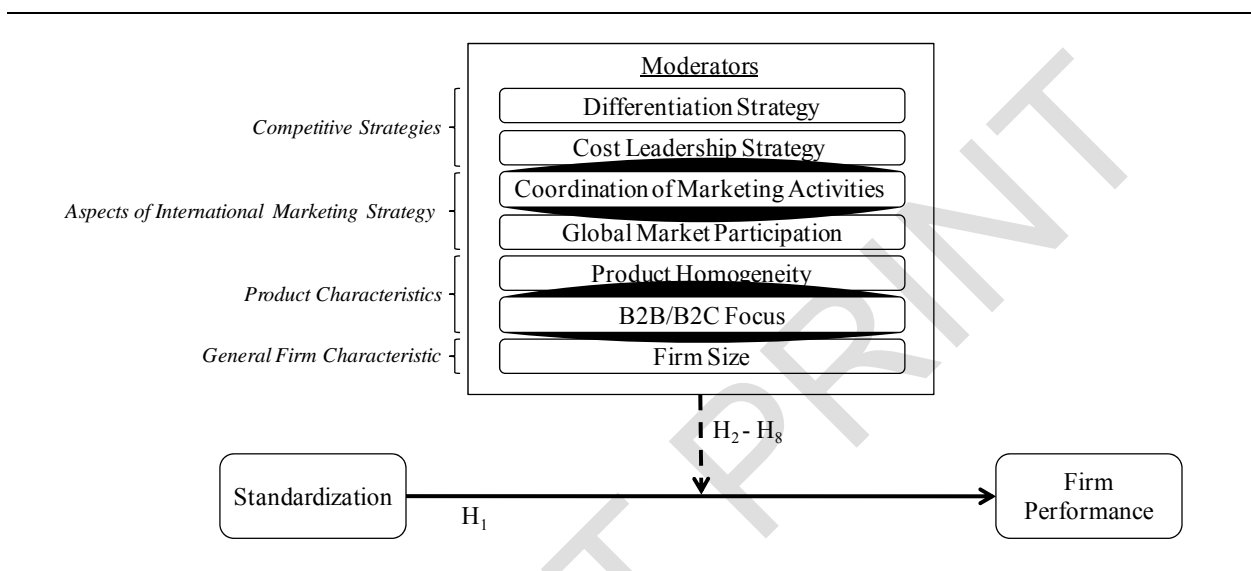 Moderators
Competitive Strategies
Differentiation Strategy
Cost Leadership Strategy
Aspects of International Marketing Strategy
Coordination of Marketing Activities
Global Market Participation
Product Characteristics
Product Homogeneity
B2B/B2C Focus
General Firm Characteristic
Firm Size
H2 - H8
Standardization
H1
Firm
Performance
T PRINT